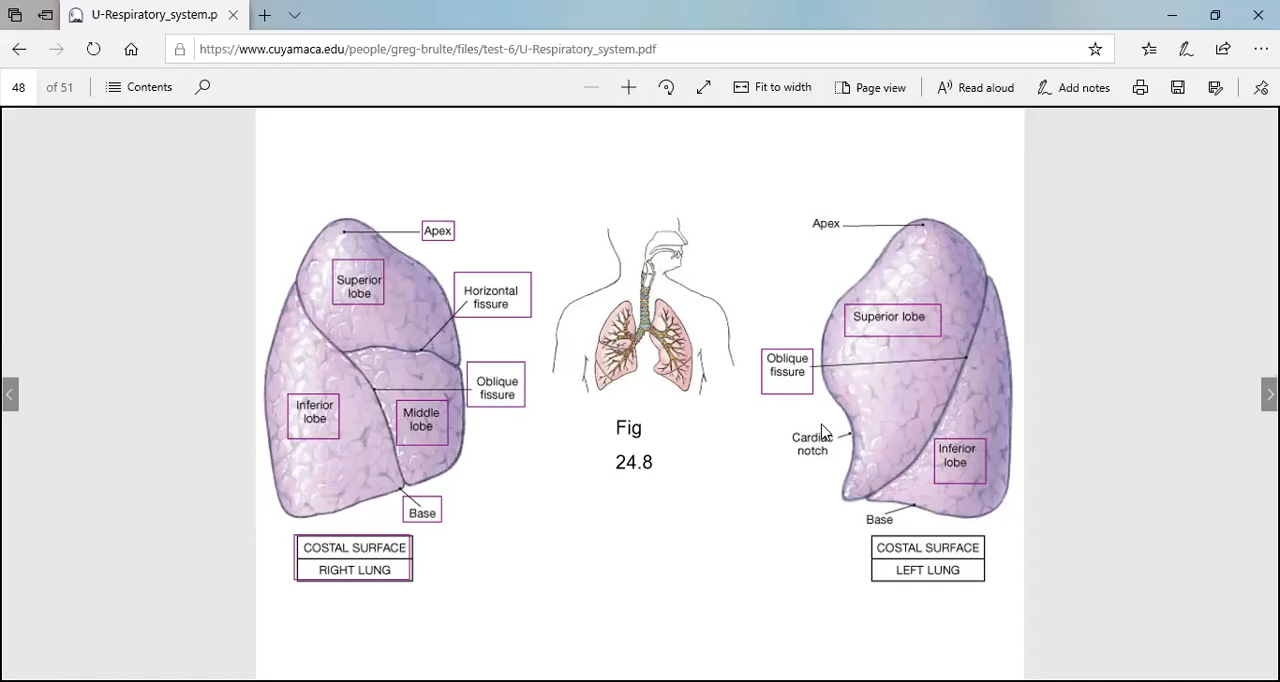 U-Respiratory_system.p
https://www.cuyamaca.edu/people/greg-brulte/files/test-6/U-Respiratory_system.pdf
48 of 51 Contents Fit to width Page view Read aloud Add notes
Apex
Superior
lobe
Horizontal
fissure
Oblique
fissure
Inferior
lobe
Middle
lobe
Base
COSTAL SURFACE
RIGHT LUNG
Fig
24.8
Apex
Superior lobe
Oblique
fissure
Cardiac
notch
Inferior
lobe
Base
COSTAL SURFACE
LEFT LUNG